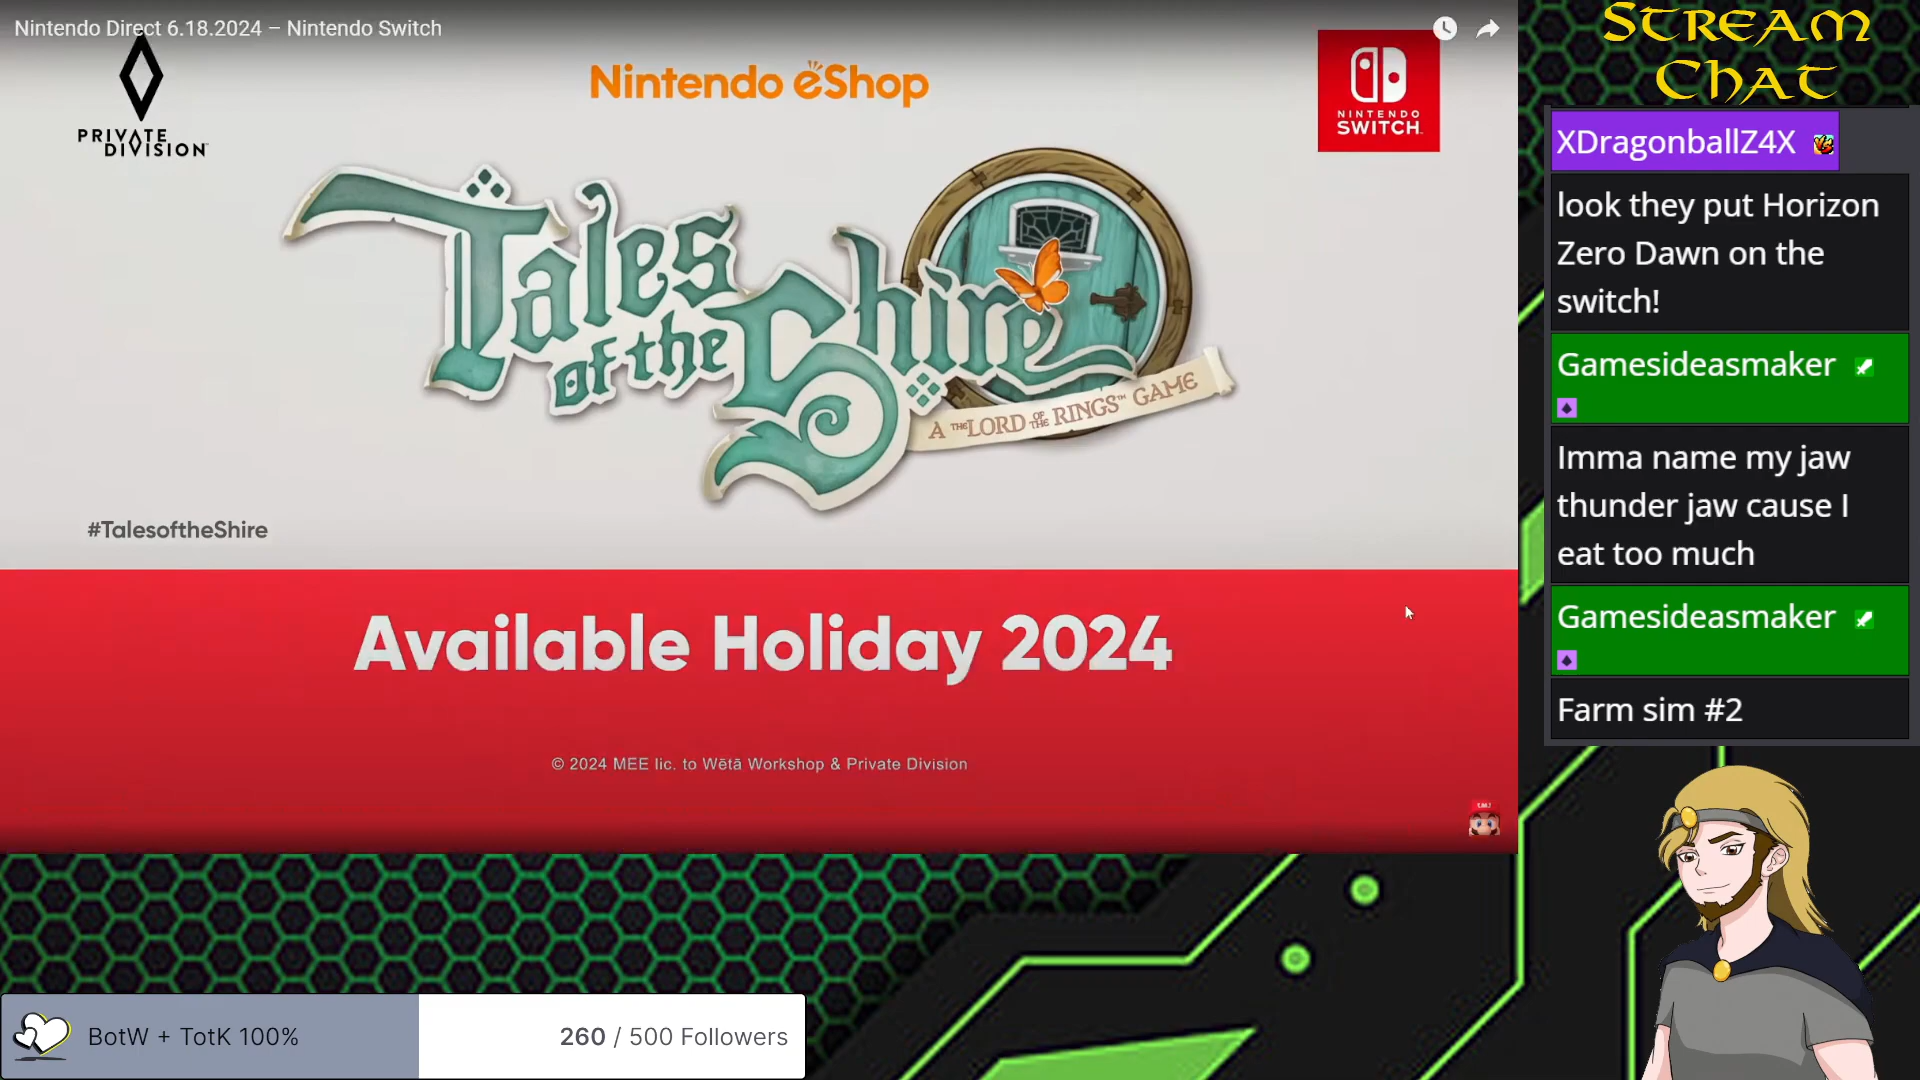 Nintendo Direct 6.18.2024 – Nintendo Switch
PRIVATE
DIVISION
Nintendo eShop
NINTENDO
SWITCH
Tales
of the Shire
A THE LORD OF THE RINGS™ GAME
#TalesoftheShire
Available Holiday 2024
© 2024 MEE lic. to Wētā Workshop & Private Division
STREAM
CHAT
XDragonballZ4X
look they put Horizon
Zero Dawn on the
switch!
Gamesideasmaker
Imma name my jaw
thunder jaw cause I
eat too much
Gamesideasmaker
Farm sim #2
BotW + TotK 100%
260 / 500 Followers